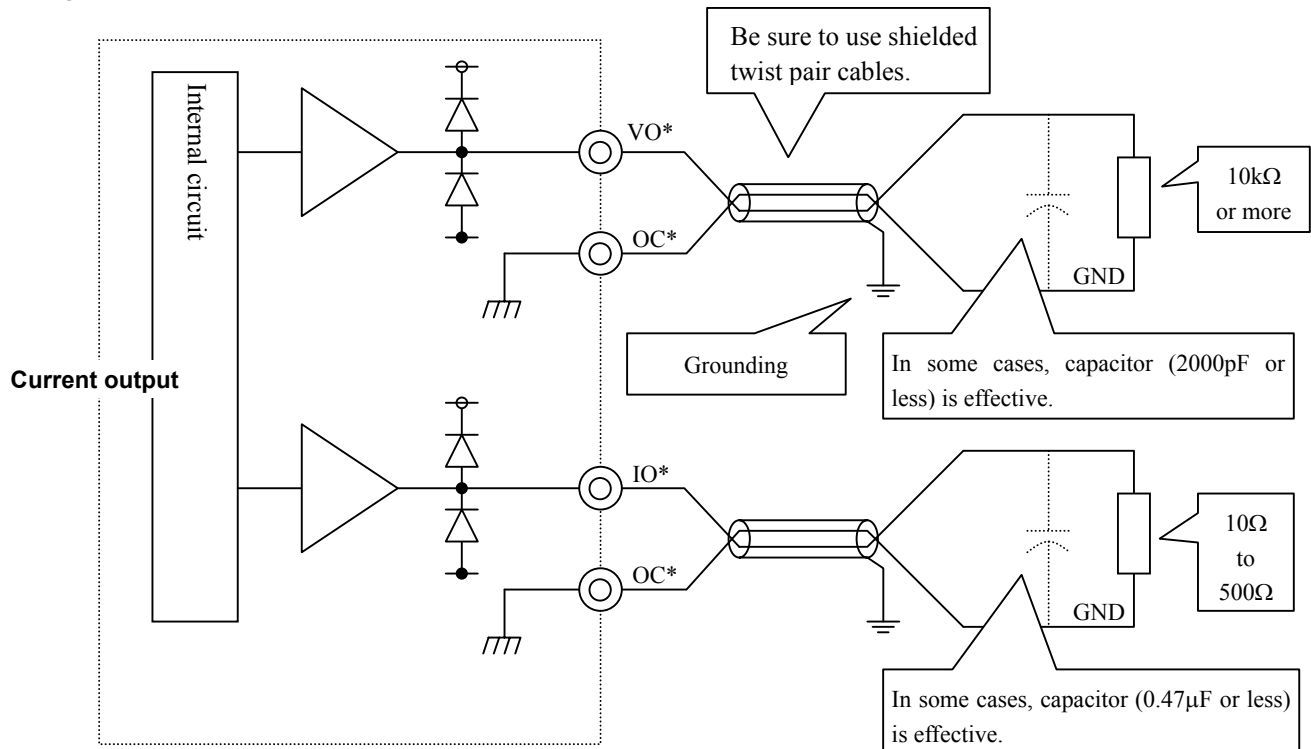 Be sure to use shielded
twist pair cables.
Internal circuit
VO*
OC*
10kΩ
or more
GND
Grounding
In some cases, capacitor (2000pF or
less) is effective.
Current output
IO*
OC*
10Ω
to
500Ω
GND
In some cases, capacitor (0.47μF or less)
is effective.